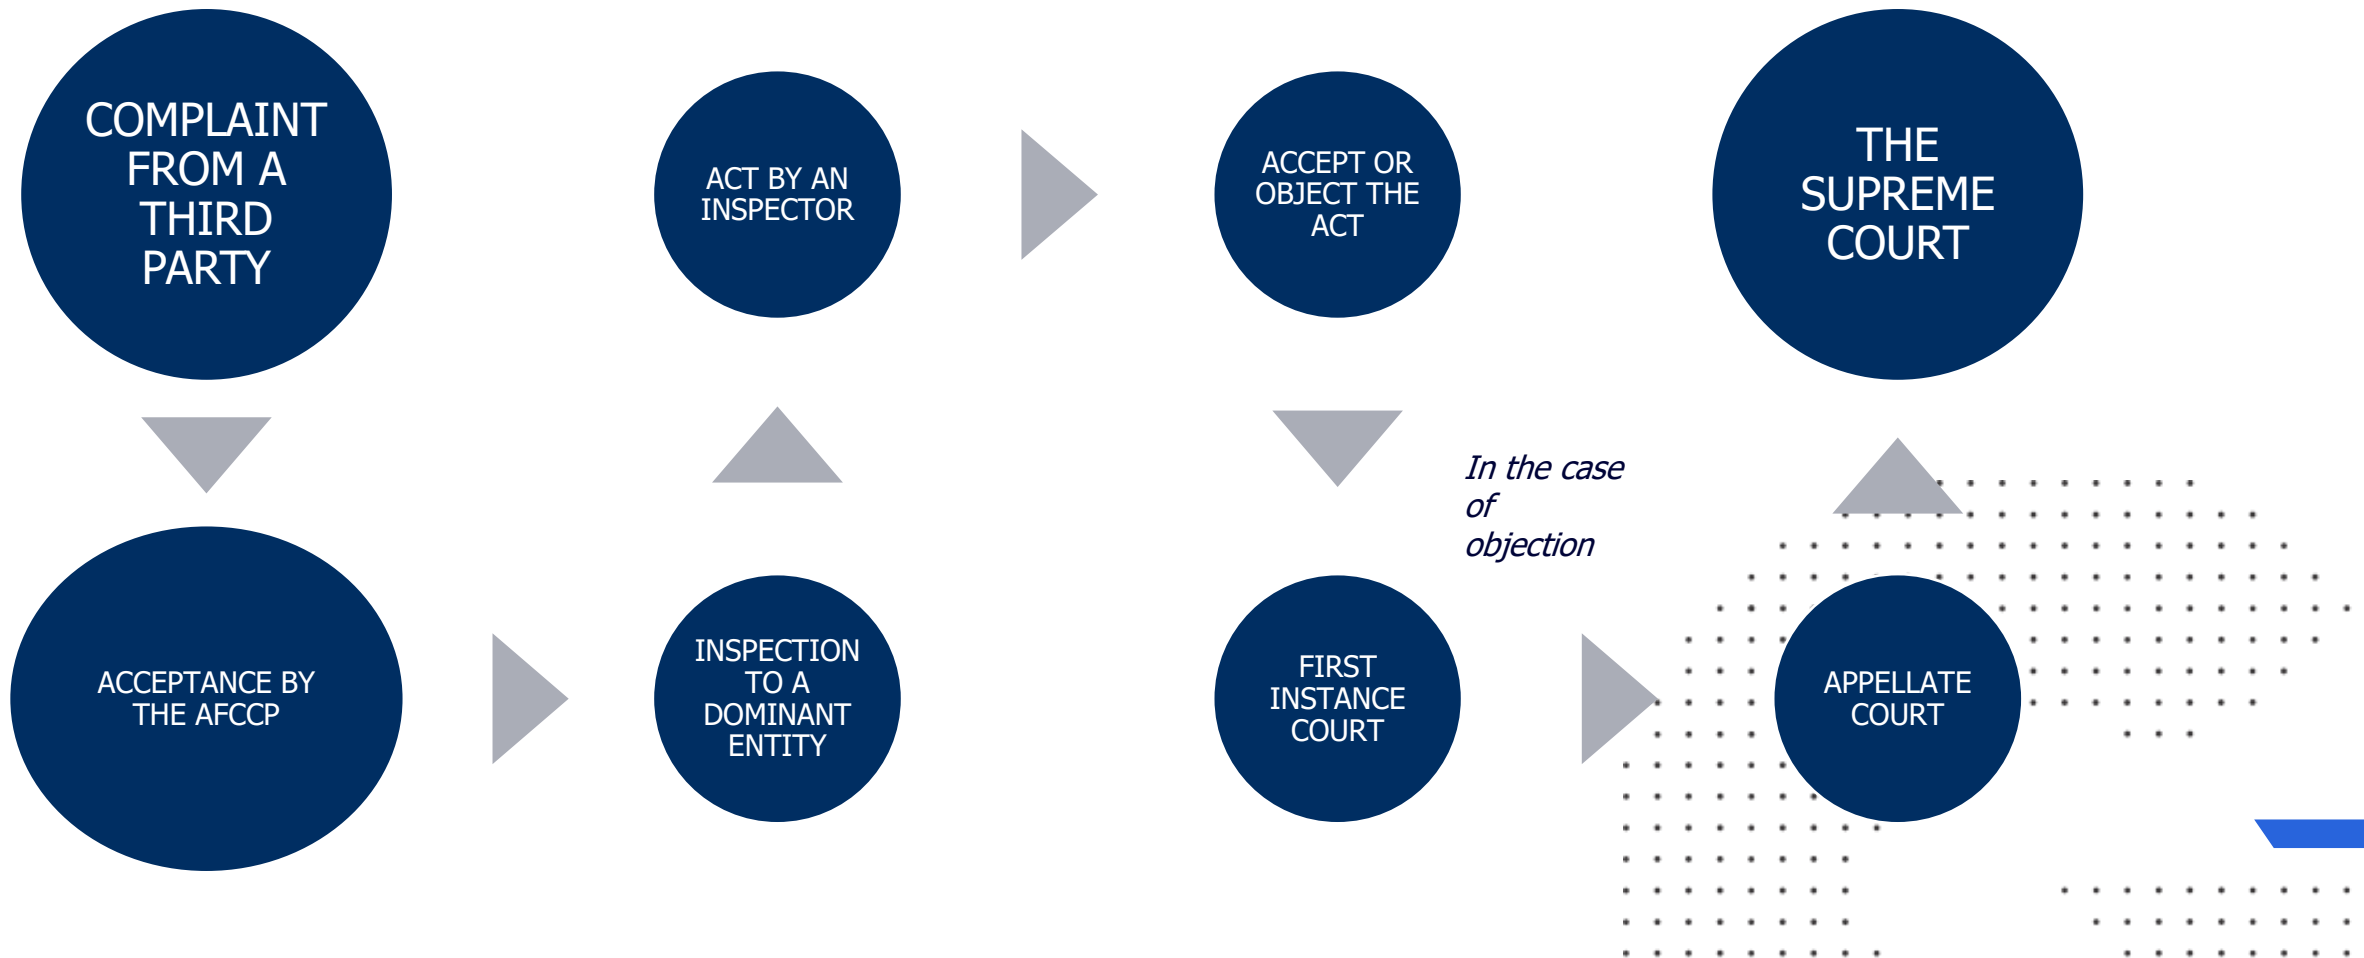 COMPLAINT
FROM A
THIRD
PARTY
ACCEPTANCE BY
THE AFCCP
INSPECTION
TO A
DOMINANT
ENTITY
ACT BY AN
INSPECTOR
ACCEPT OR
OBJECT THE
ACT
In the case
of
objection
FIRST
INSTANCE
COURT
APPELLATE
COURT
THE
SUPREME
COURT